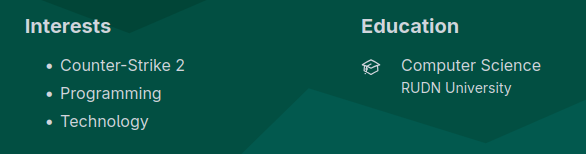 Interests
• Counter-Strike 2
• Programming
• Technology
Education
Computer Science
RUDN University